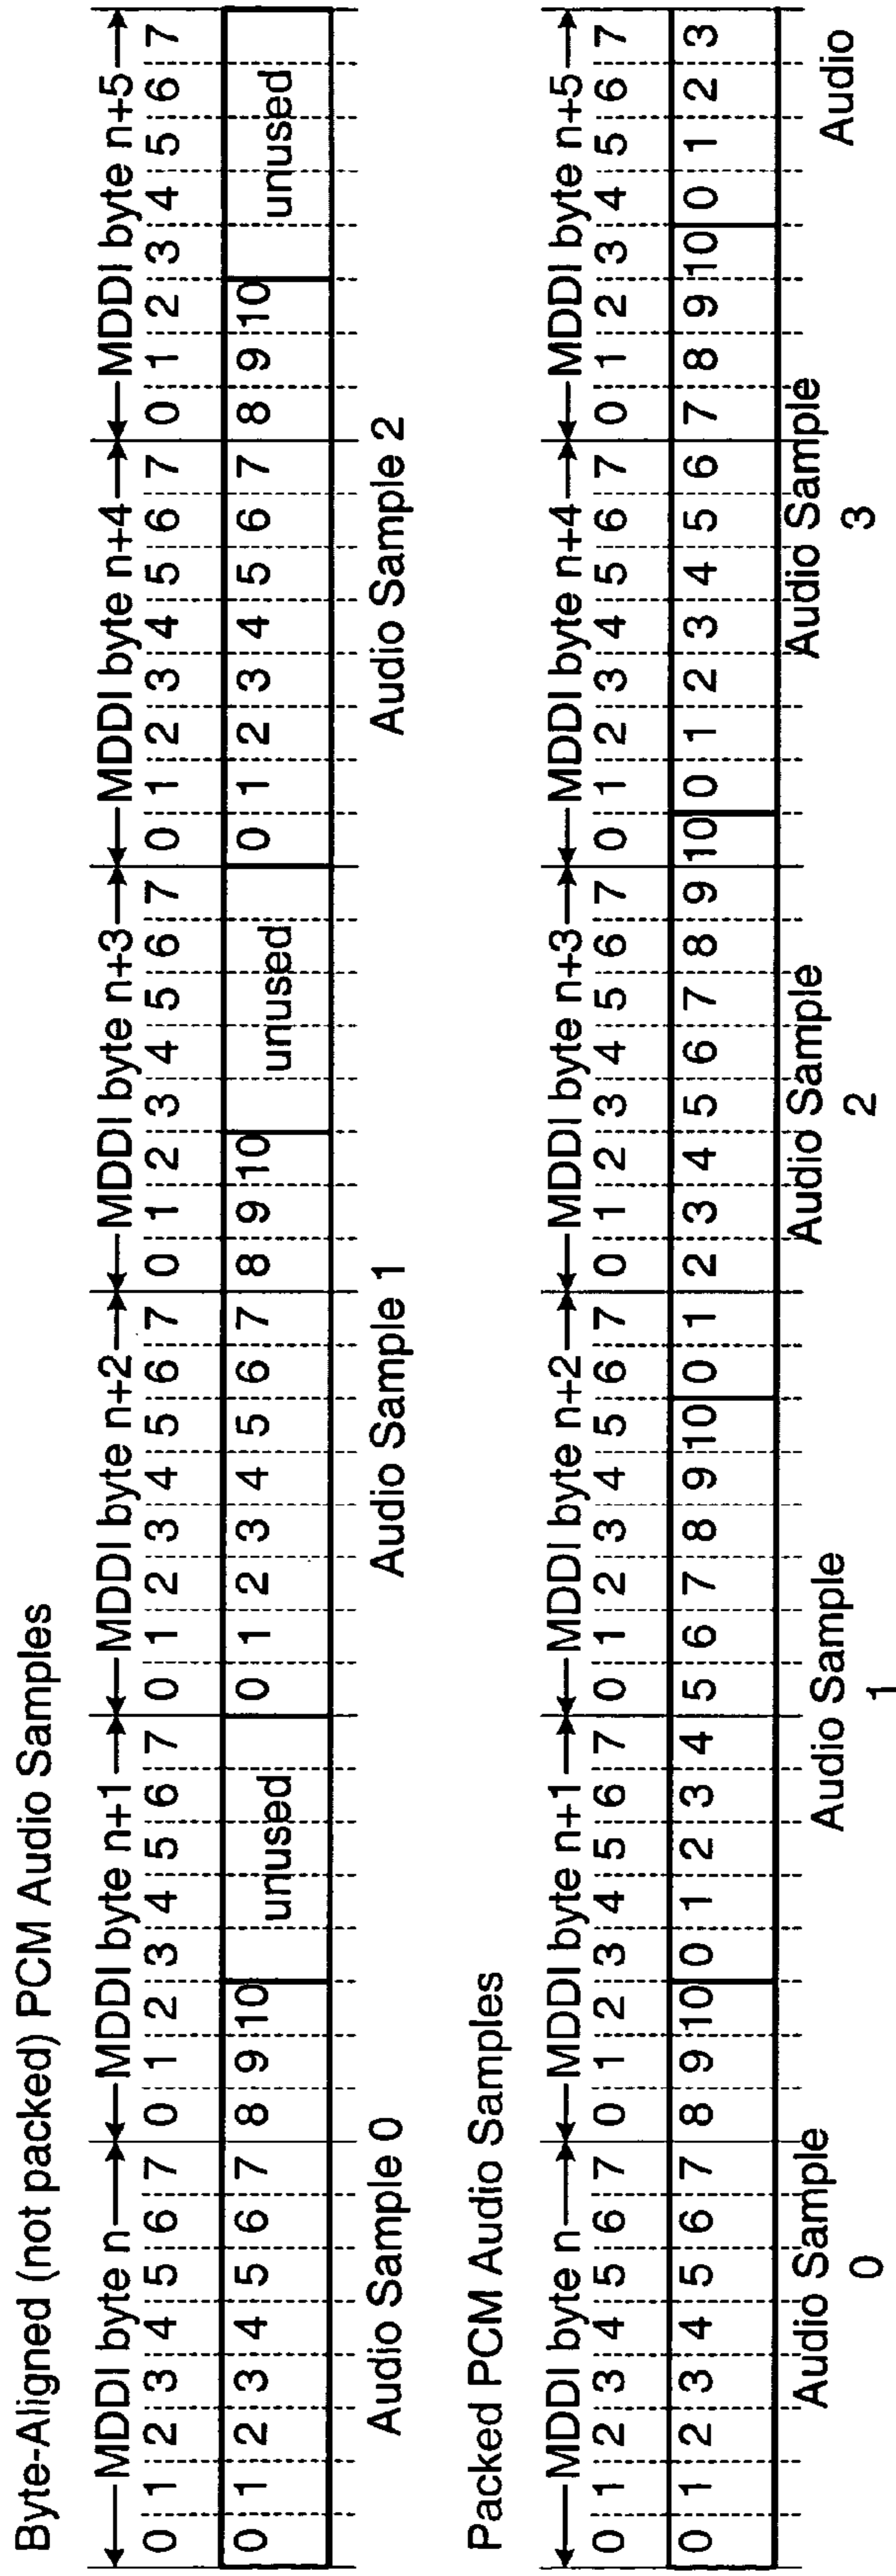 Byte-Aligned (not packed) PCM Audio Samples
MDDI byte n MDDI byte n+1 MDDI byte n+2 MDDI byte n+3 MDDI byte n+4 MDDI byte n+5
0 1 2 3 4 5 6 7 0 1 2 3 4 5 6 7 0 1 2 3 4 5 6 7 0 1 2 3 4 5 6 7 0 1 2 3 4 5 6 7 0 1 2 3 4 5 6 7
0 1 2 3 4 5 6 7 8 9 10 unused 0 1 2 3 4 5 6 7 8 9 10 unused 0 1 2 3 4 5 6 7 8 9 10 unused
Audio Sample 0 Audio Sample 1 Audio Sample 2
Packed PCM Audio Samples
MDDI byte n MDDI byte n+1 MDDI byte n+2 MDDI byte n+3 MDDI byte n+4 MDDI byte n+5
0 1 2 3 4 5 6 7 0 1 2 3 4 5 6 7 0 1 2 3 4 5 6 7 0 1 2 3 4 5 6 7 0 1 2 3 4 5 6 7 0 1 2 3 4 5 6 7
0 1 2 3 4 5 6 7 8 9 10 0 1 2 3 4 5 6 7 8 9 10 0 1 2 3 4 5 6 7 8 9 10 0 1 2 3 4 5 6 7 8 9 10 0 1 2 3
Audio Sample Audio Sample Audio Sample Audio Sample Audio
0 1 2 3